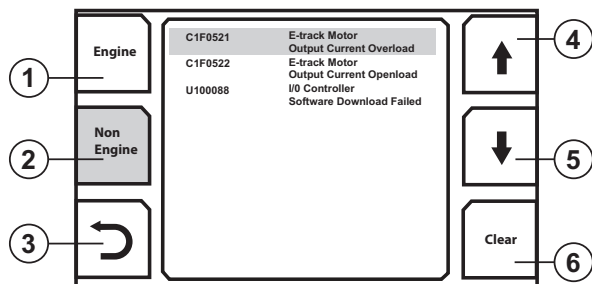 Engine
1
Non
Engine
2
3
C1F0521 E-track Motor
Output Current Overload
C1F0522 E-track Motor
Output Current Openload
U100088 I/0 Controller
Software Download Failed
4
5
Clear
6